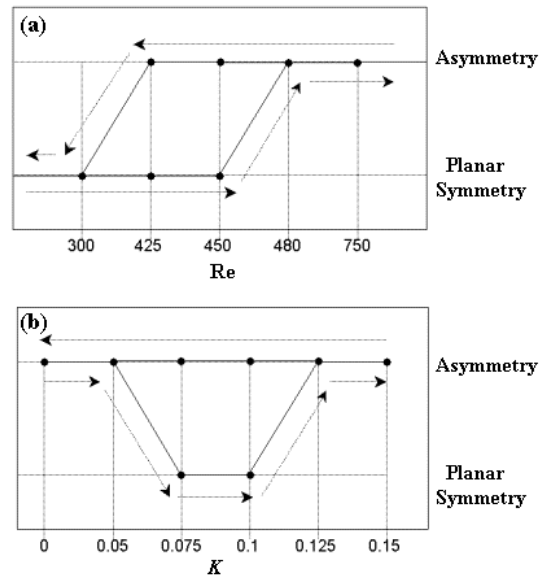 (a)
Asymmetry
Planar
Symmetry
300 425 450 480 750
Re
(b)
Asymmetry
Planar
Symmetry
0 0.05 0.075 0.1 0.125 0.15
K